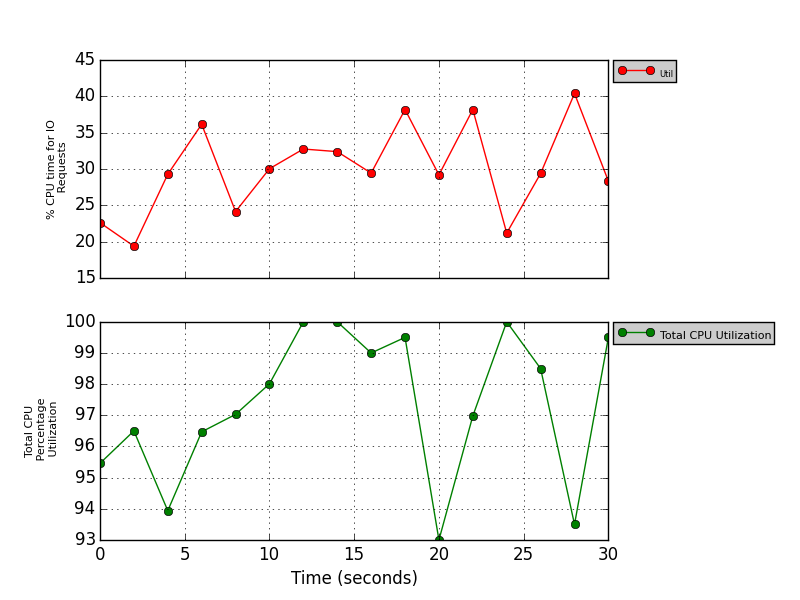 45
40
35
30
25
20
15
% CPU time for IO
Requests
Util
100
99
98
97
96
95
94
93
Total CPU
Percentage
Utilization
Total CPU Utilization
0 5 10 15 20 25 30
Time (seconds)